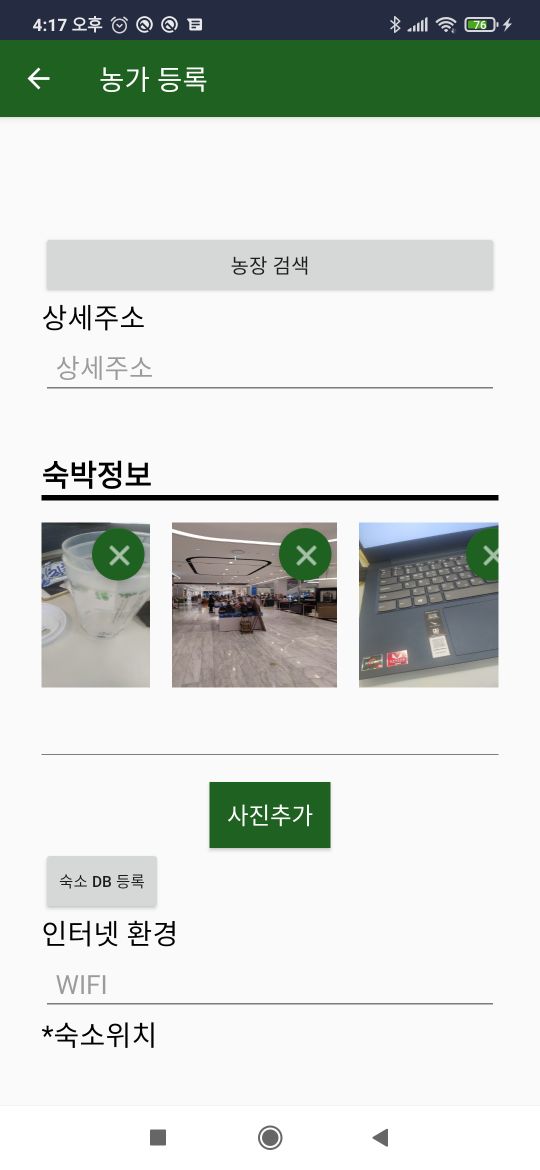 4:17 오후
76
농가 등록
농장 검색
상세주소
상세주소
숙박정보
사진추가
숙소 DB 등록
인터넷 환경
WIFI
*숙소위치